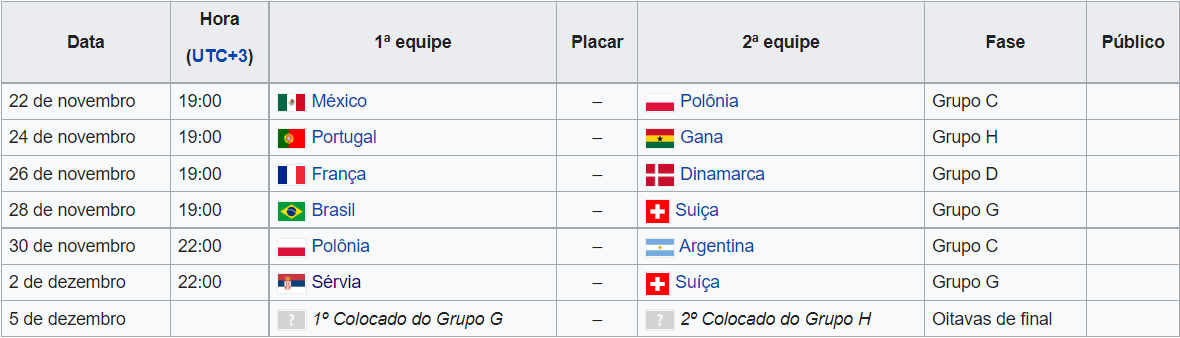 Data Hora (UTC+3) 1ª equipe Placar 2ª equipe Fase Público
22 de novembro 19:00 México – Polônia Grupo C
24 de novembro 19:00 Portugal – Gana Grupo H
26 de novembro 19:00 França – Dinamarca Grupo D
28 de novembro 19:00 Brasil – Suiça Grupo G
30 de novembro 22:00 Polônia – Argentina Grupo C
2 de dezembro 22:00 Sérvia – Suíça Grupo G
5 de dezembro ? 1º Colocado do Grupo G – ? 2º Colocado do Grupo H Oitavas de final